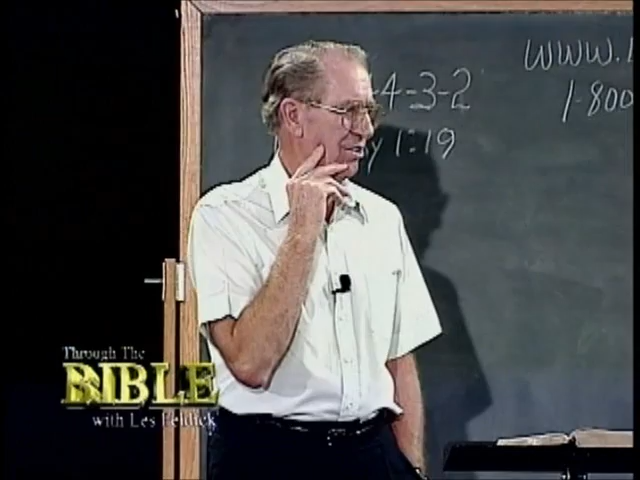 WWW.
-4-3-2
1-800
y 1:19
Through The
BIBLE
with Les Feldick